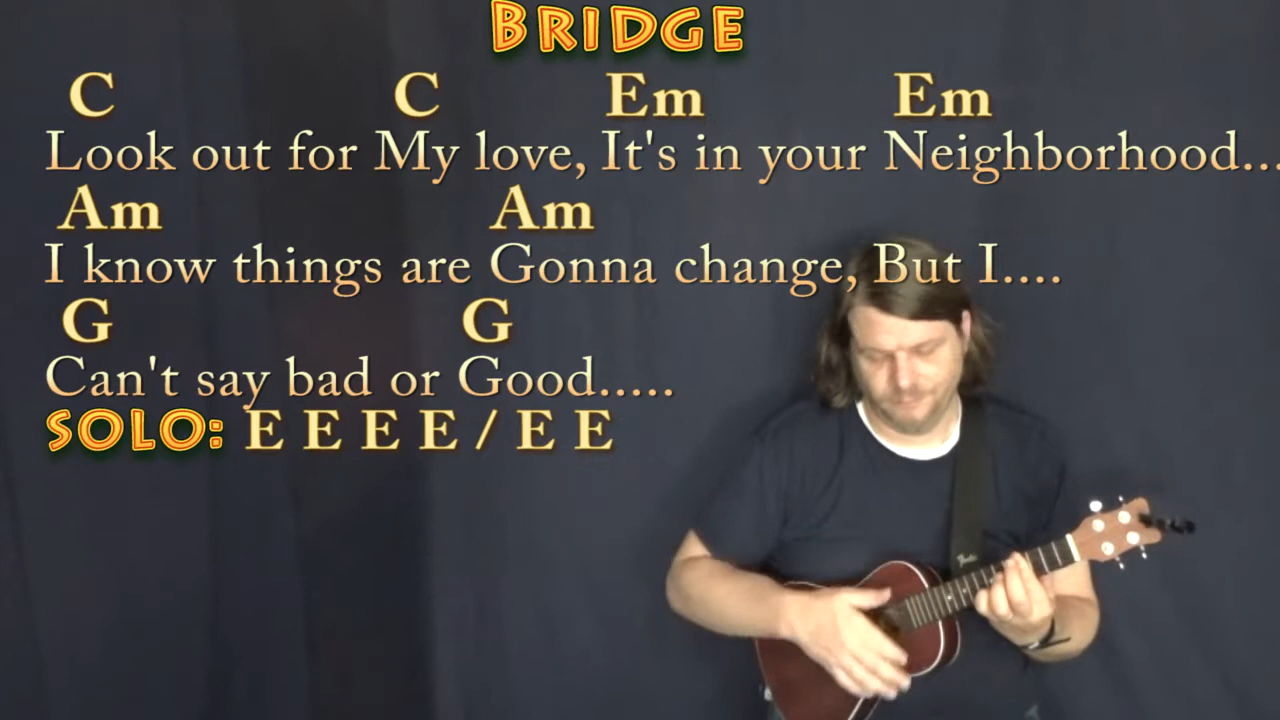 BRIDGE
C C Em Em
Look out for My love, It's in your Neighborhood...
Am Am
I know things are Gonna change, But I....
G G
Can't say bad or Good.....
SOLO: E E E E / E E